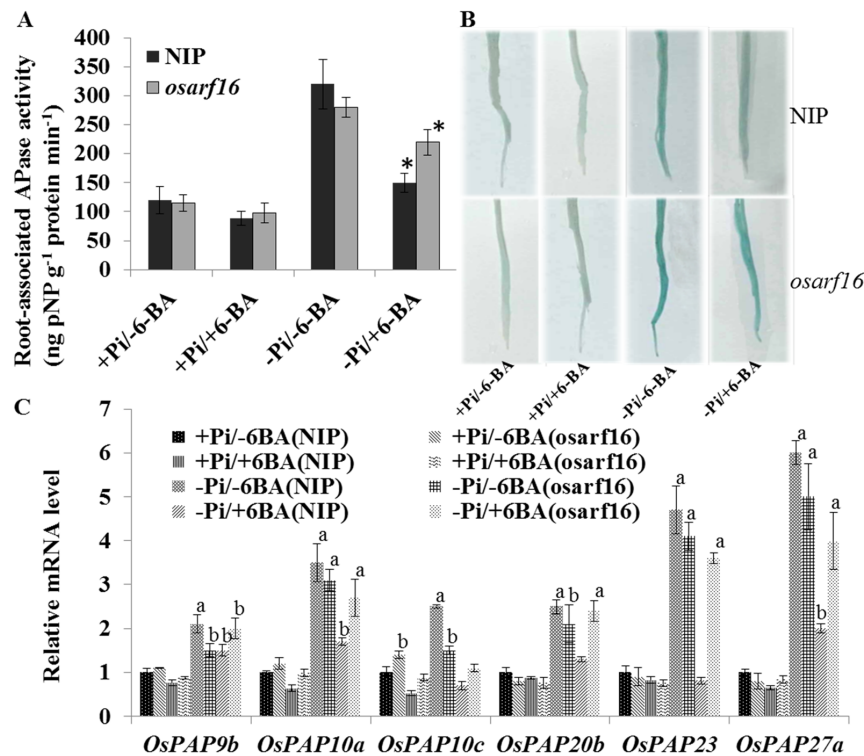 A
Root-associated APase activity
(ng pNP g-1 protein min-1)
400
350
300
250
200
150
100
50
0
NIP
osarf16
*
*
+Pi/-6-BA
+Pi/+6-BA
-Pi/-6-BA
-Pi/+6-BA
B
NIP
osarf16
+Pi/-6-BA
+Pi/+6-BA
-Pi/-6-BA
-Pi/+6-BA
C
Relative mRNA level
7
6
5
4
3
2
1
0
+Pi/-6BA(NIP)
+Pi/+6BA(NIP)
-Pi/-6BA(NIP)
-Pi/+6BA(NIP)
+Pi/-6BA(osarf16)
+Pi/+6BA(osarf16)
-Pi/-6BA(osarf16)
-Pi/+6BA(osarf16)
a b b b
a a b a
b a b
a b a
a a a
a a b a
OsPAP9b OsPAP10a OsPAP10c OsPAP20b OsPAP23 OsPAP27a